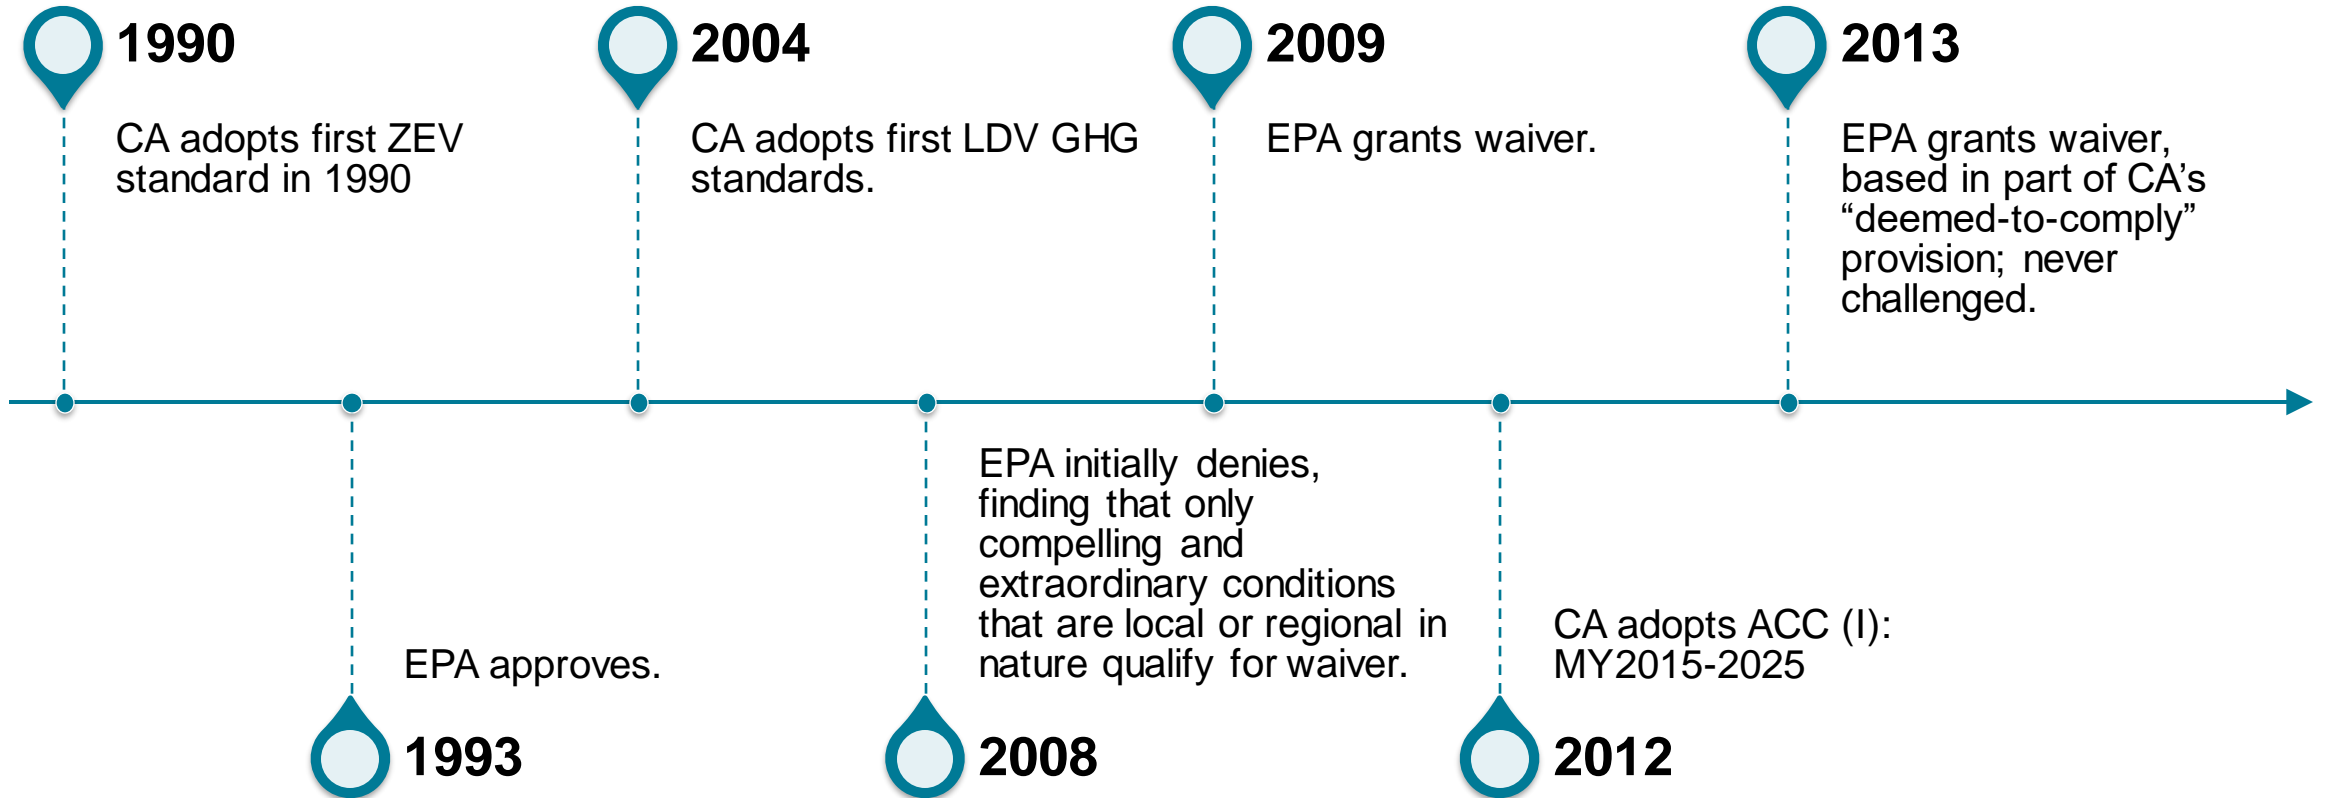 1990
CA adopts first ZEV
standard in 1990
1993
EPA approves.
2004
CA adopts first LDV GHG
standards.
2008
EPA initially denies,
finding that only
compelling and
extraordinary conditions
that are local or regional in
nature qualify for waiver.
2009
EPA grants waiver.
2012
CA adopts ACC (I):
MY2015-2025
2013
EPA grants waiver,
based in part of CA’s
“deemed-to-comply”
provision; never
challenged.